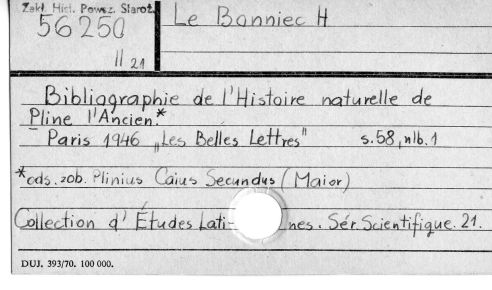 Zakł. Hist. Powsz. Staroż.
56250
II 21
Le Bonniec H
Bibliographie de l'Histoire naturelle de
Pline l'Ancien.*
Paris 1946 „Les Belles Lettres" s.58, nlb.1
*ods. zob. Plinius Caius Secundus (Maior)
Collection d'Études Lati- nes. Sér. Scientifique. 21.
DUJ. 393/70. 100 000.